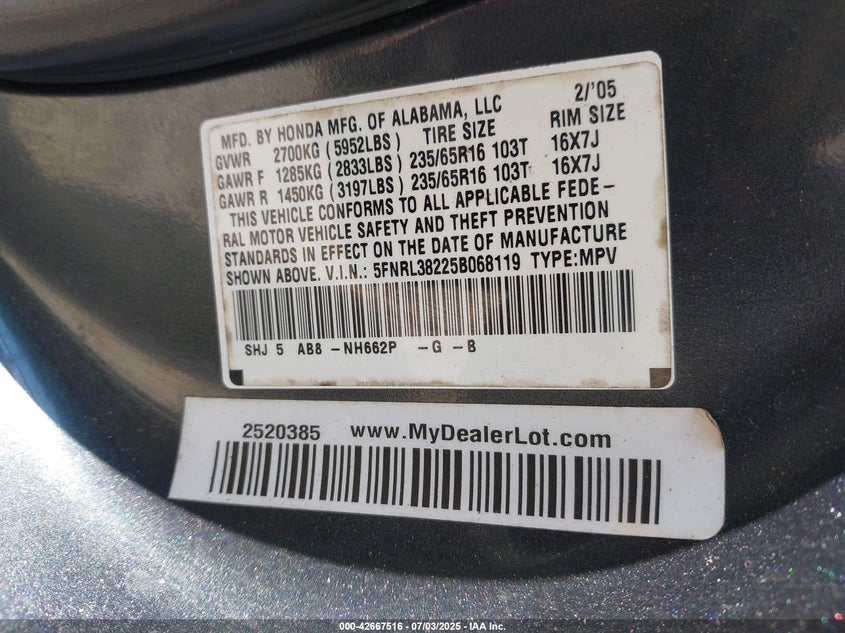 MFD. BY HONDA MFG. OF ALABAMA, LLC 2/'05
GVWR 2700KG (5952LBS) TIRE SIZE RIM SIZE
GAWR F 1285KG (2833LBS) 235/65R16 103T 16X7J
GAWR R 1450KG (3197LBS) 235/65R16 103T 16X7J
THIS VEHICLE CONFORMS TO ALL APPLICABLE FEDE-
RAL MOTOR VEHICLE SAFETY AND THEFT PREVENTION
STANDARDS IN EFFECT ON THE DATE OF MANUFACTURE
SHOWN ABOVE. V.I.N.: 5FNRL38225B068119 TYPE:MPV
SHJ 5 AB8 -NH662P -G -B
2520385 www.MyDealerLot.com
000-42667516 - 07/03/2025 - IAA Inc.